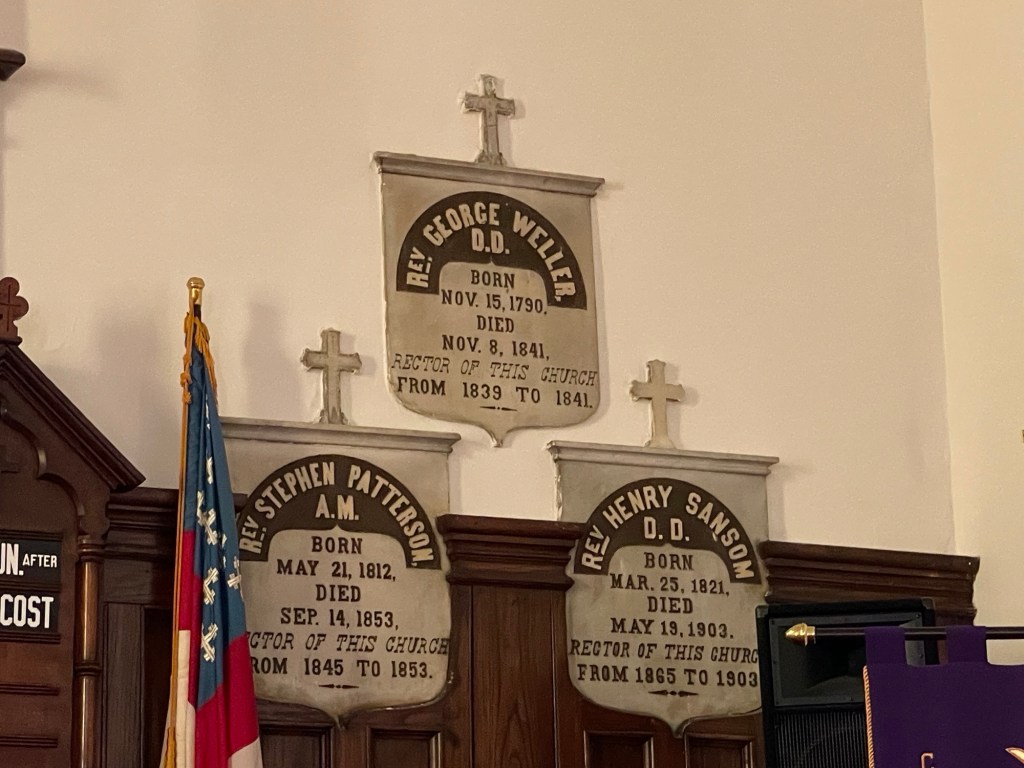 REV. GEORGE WELLER,
D.D.
BORN
NOV. 15, 1790,
DIED
NOV. 8, 1841,
RECTOR OF THIS CHURCH
FROM 1839 TO 1841.
REV. STEPHEN PATTERSON,
A.M.
BORN
MAY 21, 1812,
DIED
SEP. 14, 1853,
ECTOR OF THIS CHURCH
ROM 1845 TO 1853.
REV. HENRY SANSOM
D.D.
BORN
MAR. 25, 1821,
DIED
MAY 19, 1903.
RECTOR OF THIS CHURC
FROM 1865 TO 1903
UN. AFTER
COST